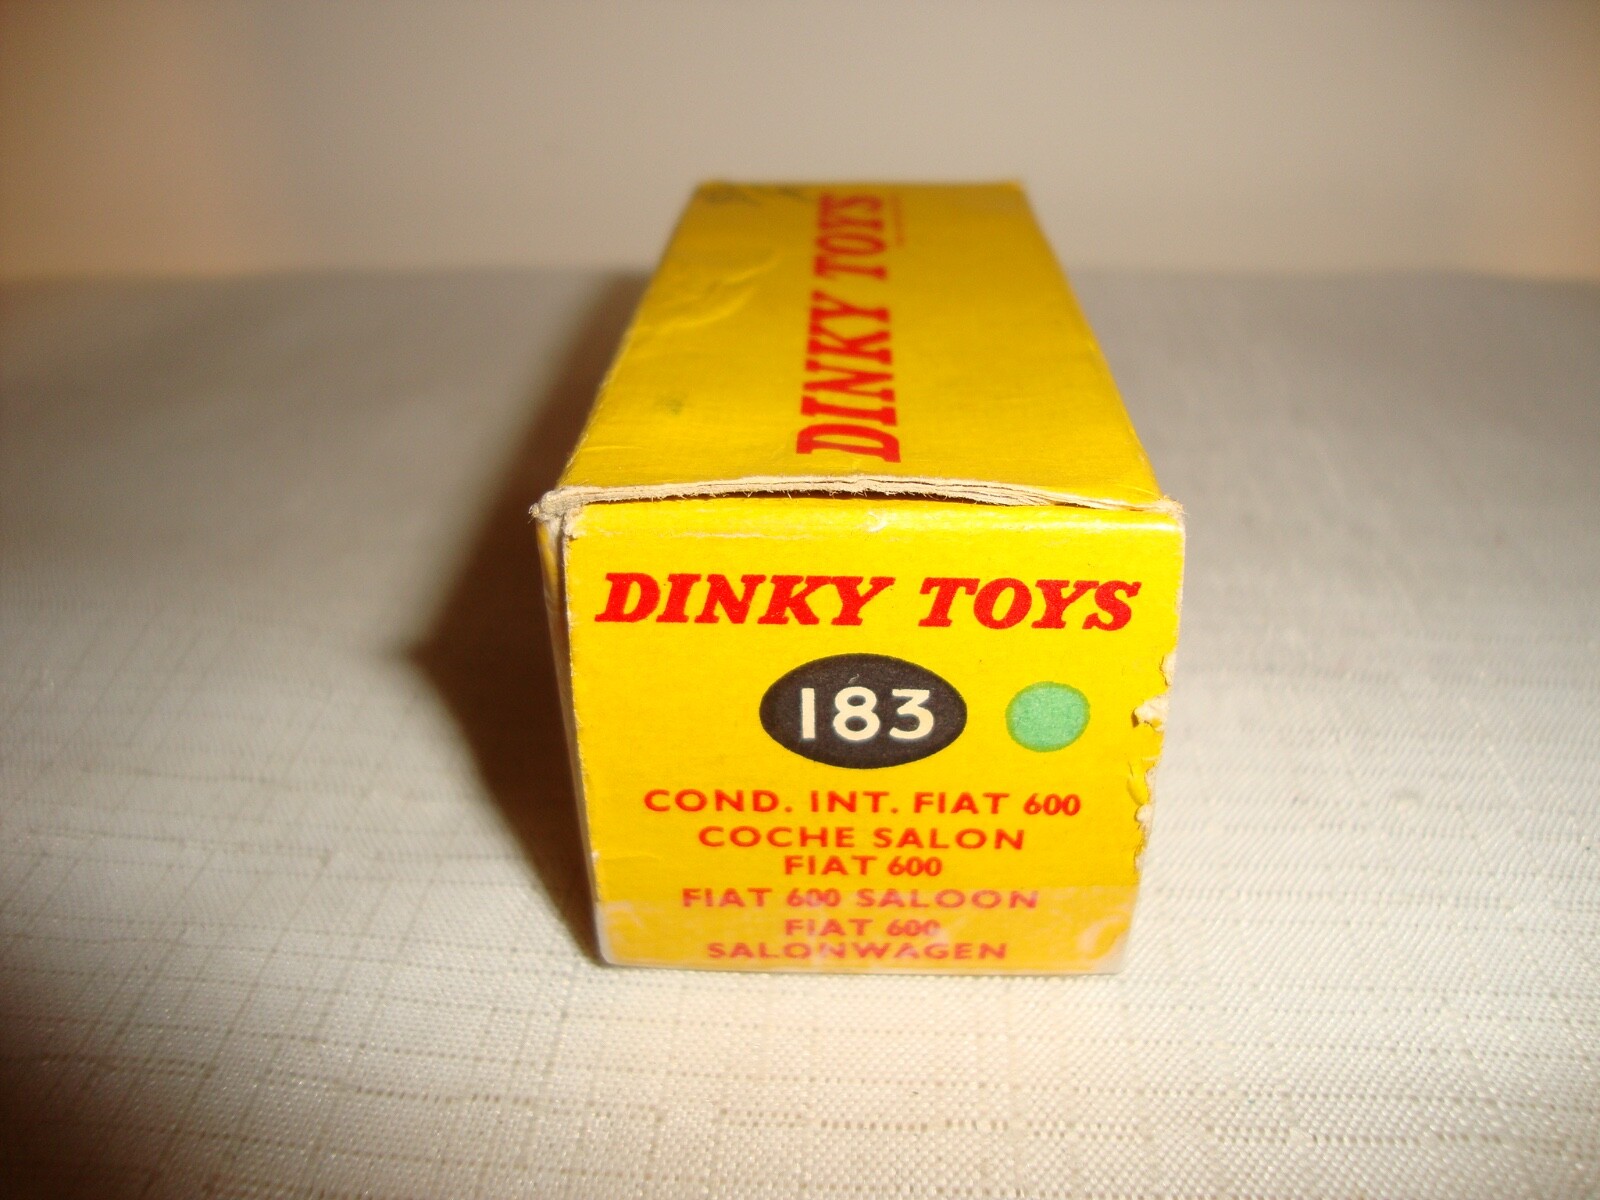 DINKY TOYS
DINKY TOYS
183
COND. INT. FIAT 600
COCHE SALON
FIAT 600
FIAT 600 SALOON
FIAT 600
SALONWAGEN